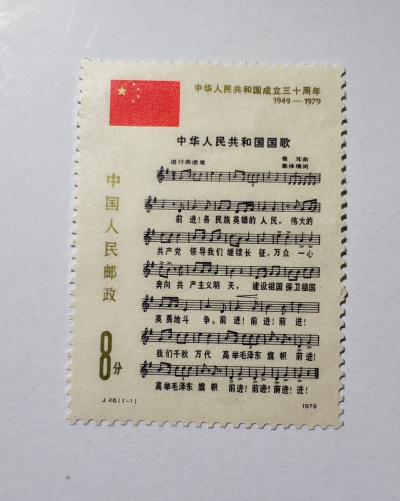 中华人民共和国成立三十周年
1949—1979
中华人民共和国国歌
进行曲速度
聂耳曲
集体填词
前进!各民族英雄的人民,伟大的
共产党 领导我们继续长征。万众一心
奔向共产主义明天,建设祖国保卫祖国
英勇地斗争。前进!前进!前进!
我们千秋万代 高举毛泽东旗帜 前进!
高举毛泽东旗帜 前进!前进!前进!进!
中国人民邮政
8分
J.46.(1-1)
1979